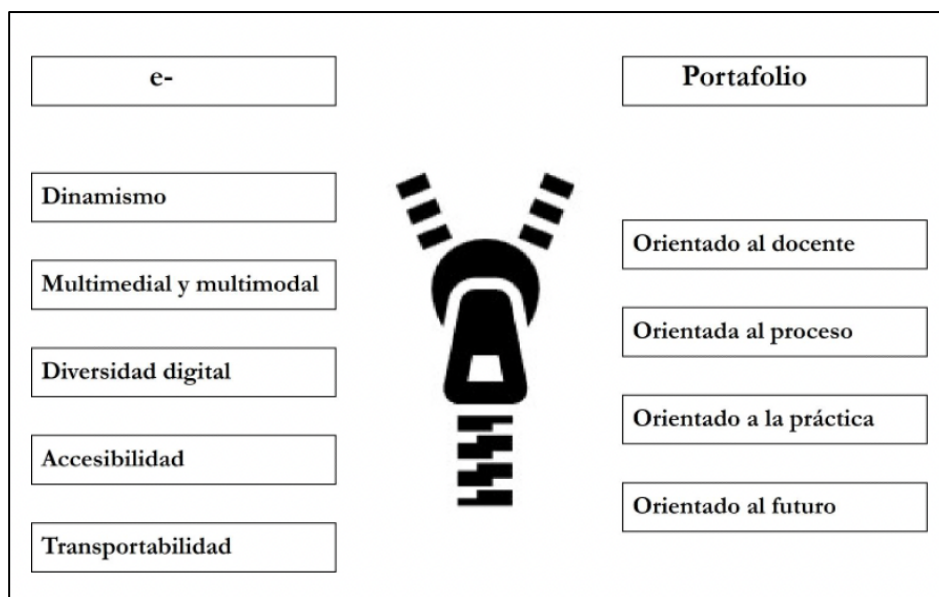 e-
Portafolio
Dinamismo
Multimedial y multimodal
Diversidad digital
Accesibilidad
Transportabilidad
Orientado al docente
Orientada al proceso
Orientado a la práctica
Orientado al futuro